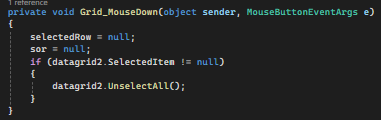 1 reference
private void Grid_MouseDown(object sender, MouseButtonEventArgs e)
{
selectedRow = null;
sor = null;
if (datagrid2.SelectedItem != null)
{
datagrid2.UnselectAll();
}
}